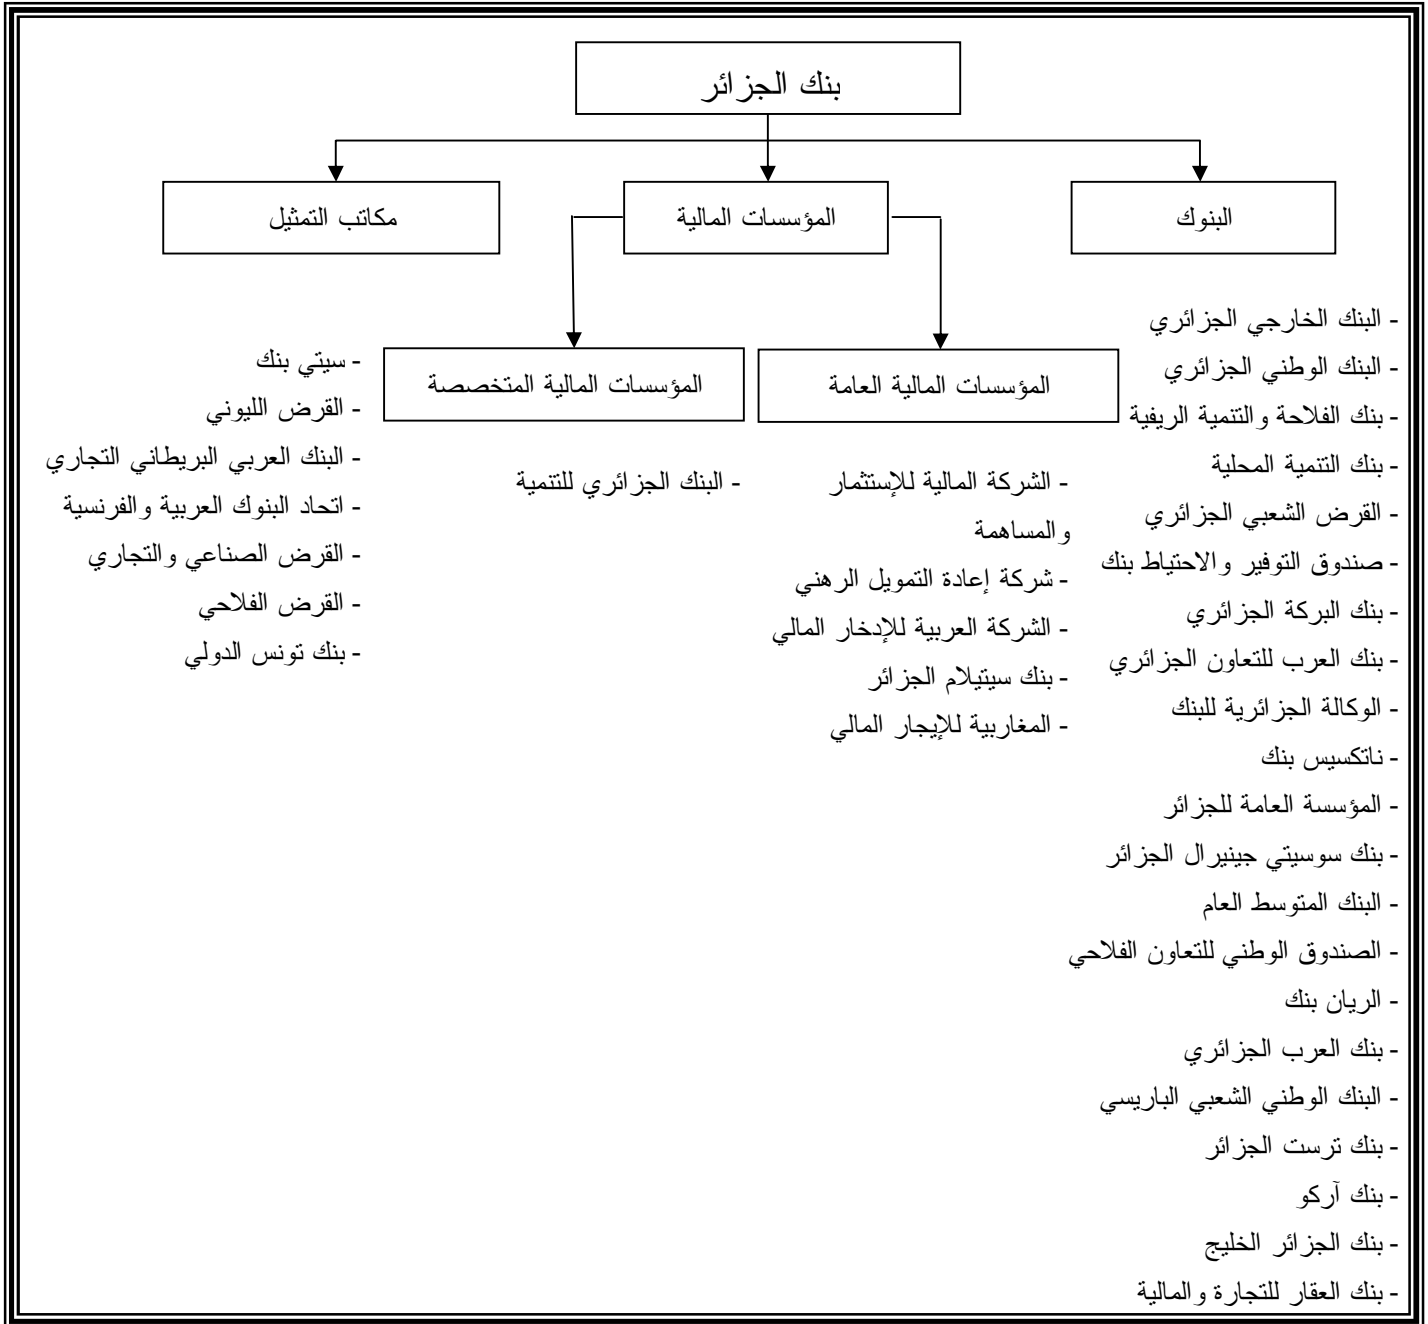 بنك الجزائر
البنوك
المؤسسات المالية
مكاتب التمثيل
- البنك الخارجي الجزائري
- البنك الوطني الجزائري
- بنك الفلاحة والتنمية الريفية
- بنك التنمية المحلية
- القرض الشعبي الجزائري
- صندوق التوفير والاحتياط بنك
- بنك البركة الجزائري
- بنك العرب للتعاون الجزائري
- الوكالة الجزائرية للبنك
- ناتكسيس بنك
- المؤسسة العامة للجزائر
- بنك سوسيتي جينيرال الجزائر
- البنك المتوسط العام
- الصندوق الوطني للتعاون الفلاحي
- الريان بنك
- بنك العرب الجزائري
- البنك الوطني الشعبي الباريسي
- بنك ترست الجزائر
- بنك آركو
- بنك الجزائر الخليج
- بنك العقار للتجارة والمالية
المؤسسات المالية العامة
- الشركة المالية للإستثمار
والمساهمة
- شركة إعادة التمويل الرهني
- الشركة العربية للإدخار المالي
- بنك سيتيلام الجزائر
- المغاربية للإيجار المالي
المؤسسات المالية المتخصصة
- البنك الجزائري للتنمية
- سيتي بنك
- القرض الليوني
- البنك العربي البريطاني التجاري
- اتحاد البنوك العربية والفرنسية
- القرض الصناعي والتجاري
- القرض الفلاحي
- بنك تونس الدولي